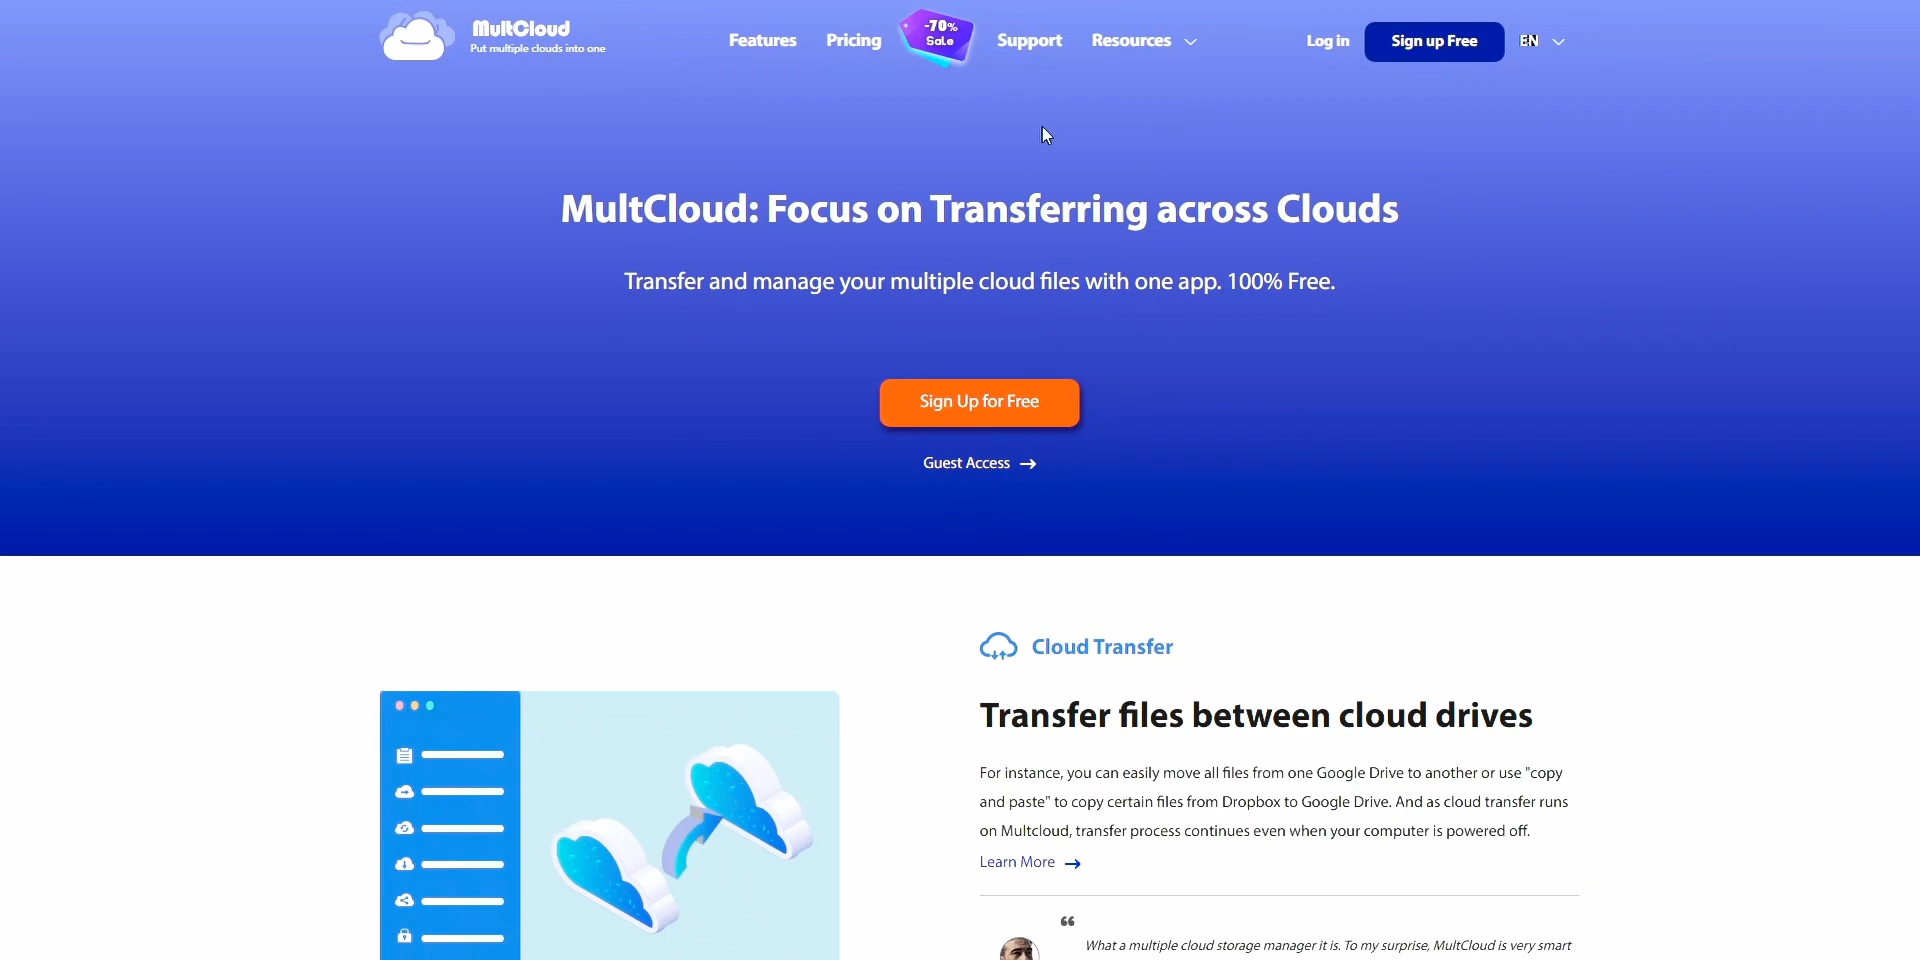 MultCloud
Put multiple clouds into one
Features
Pricing
-70%
Sale
Support
Resources
Log in
Sign up Free
EN
MultCloud: Focus on Transferring across Clouds
Transfer and manage your multiple cloud files with one app. 100% Free.
Sign Up for Free
Guest Access
Cloud Transfer
Transfer files between cloud drives
For instance, you can easily move all files from one Google Drive to another or use "copy
and paste" to copy certain files from Dropbox to Google Drive. And as cloud transfer runs
on Multcloud, transfer process continues even when your computer is powered off.
Learn More
“
What a multiple cloud storage manager it is. To my surprise, MultCloud is very smart